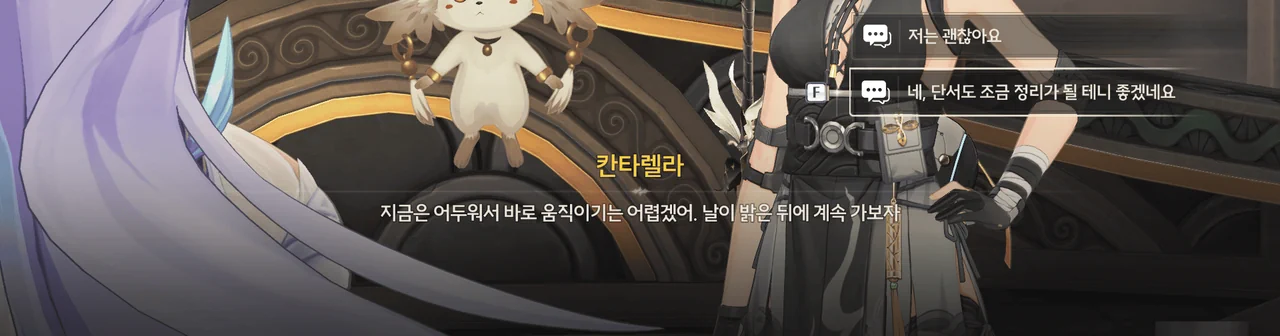 저는 괜찮아요
F
네, 단서도 조금 정리가 될 테니 좋겠네요
칸타렐라
지금은 어두워서 바로 움직이기는 어렵겠어. 날이 밝은 뒤에 계속 가보자